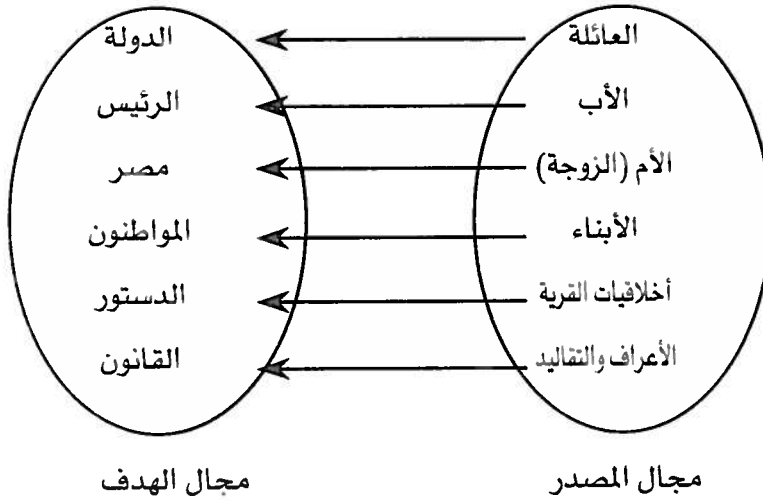 العائلة
الدولة
الأب
الرئيس
الأم (الزوجة)
مصر
الأبناء
المواطنون
أخلاقيات القرية
الدستور
الأعراف والتقاليد
القانون
مجال المصدر
مجال الهدف